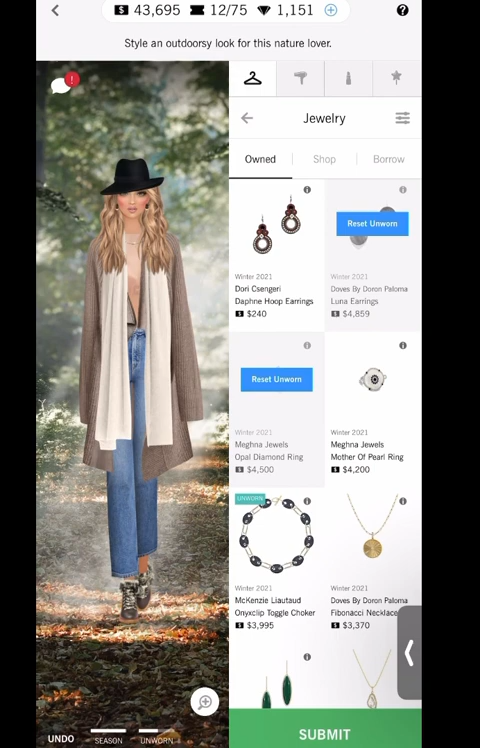 43,695 12/75 1,151
Style an outdoorsy look for this nature lover.
!
Jewelry
Owned Shop Borrow
Reset Unworn
Winter 2021
Dori Csengeri
Daphne Hoop Earrings
$ $240
Winter 2021
Doves By Doron Paloma
Luna Earrings
$ $4,859
Reset Unworn
Winter 2021
Meghna Jewels
Opal Diamond Ring
$ $4,500
Winter 2021
Meghna Jewels
Mother Of Pearl Ring
$ $4,200
UNWORN
Winter 2021
McKenzie Liautaud
Onyxclip Toggle Choker
$ $3,995
Winter 2021
Doves By Doron Paloma
Fibonacci Necklace
$ $3,370
UNDO
SEASON
UNWORN
SUBMIT